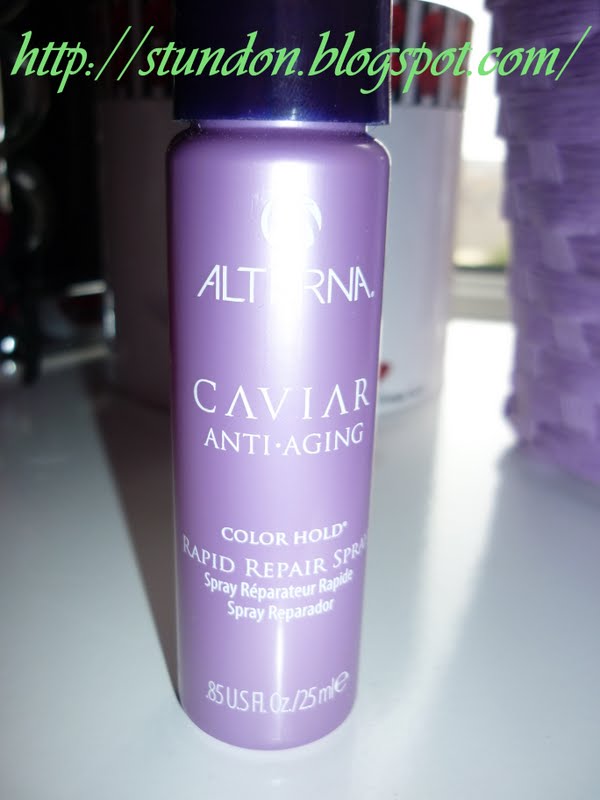 http://stundon.blogspot.com/
ALTERNA®
CAVIAR
ANTI·AGING
COLOR HOLD®
RAPID REPAIR SPRAY
Spray Réparateur Rapide
Spray Reparador
.85 U.S FL Oz./25 ml ℮